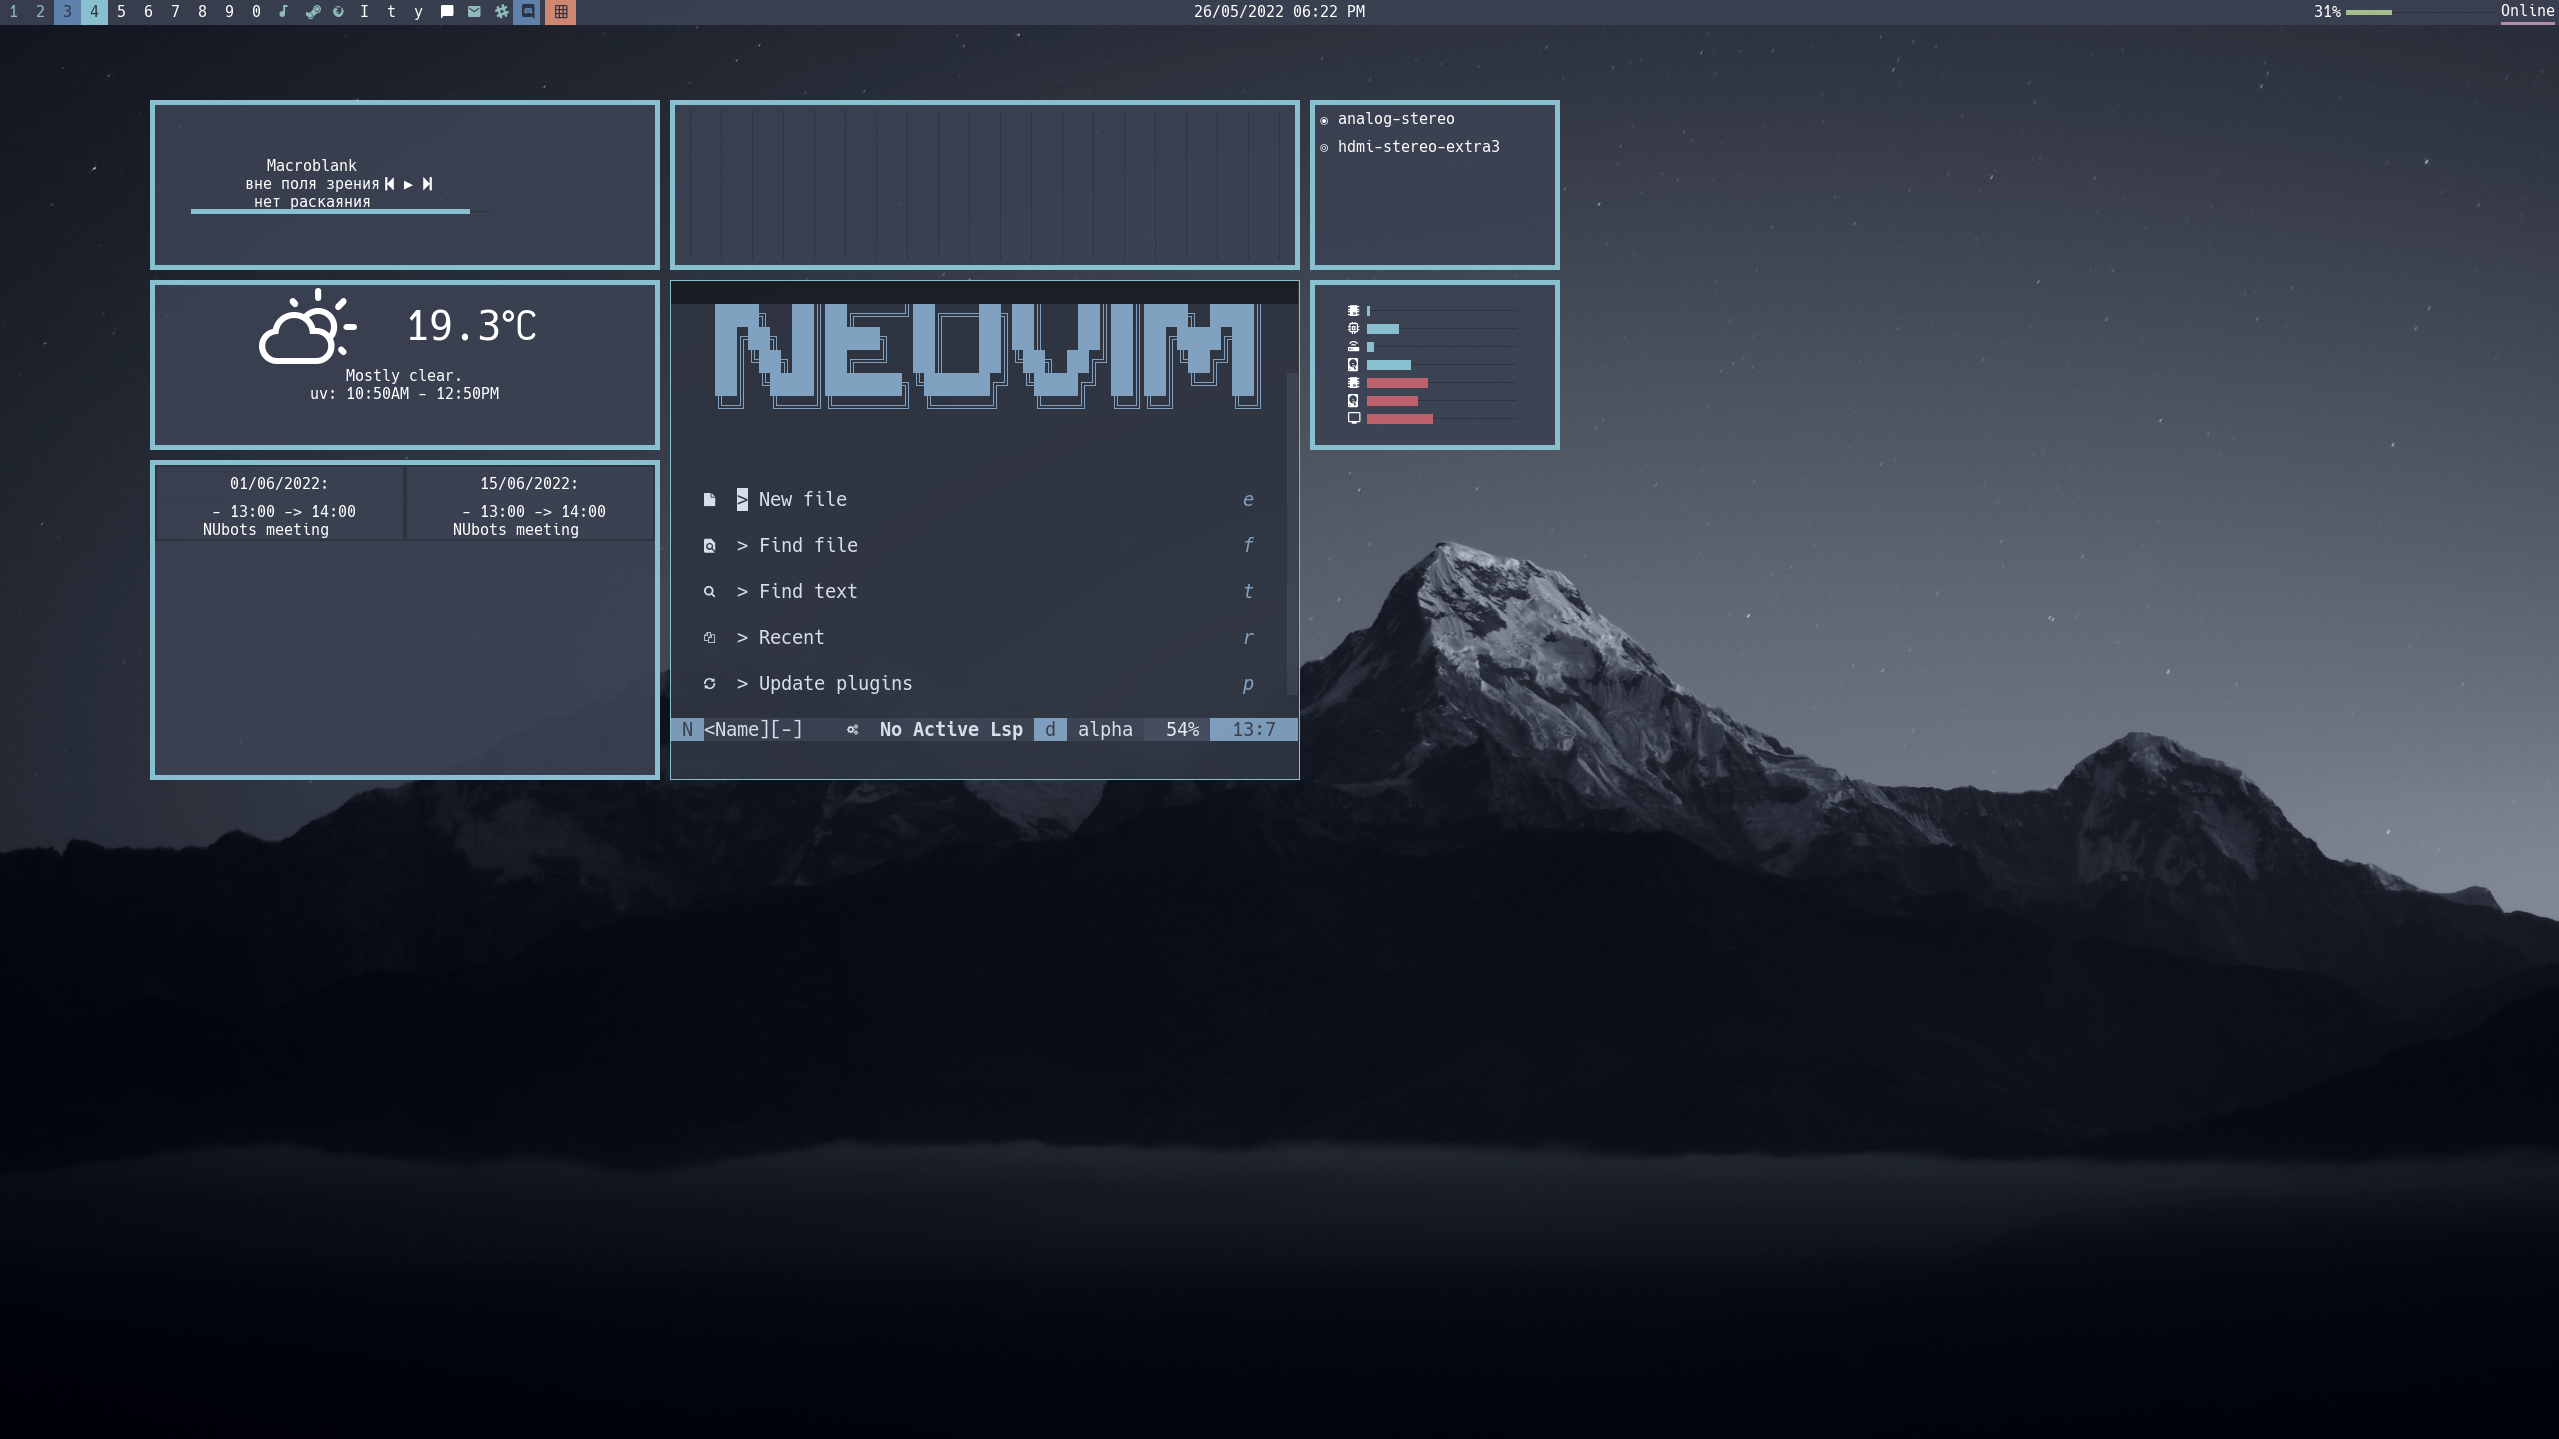 1 2 3 4 5 6 7 8 9 0 I t y
26/05/2022 06:22 PM
31%
Online
Macroblank
вне поля зрения
нет раскаяния
analog-stereo
hdmi-stereo-extra3
19.3°C
Mostly clear.
uv: 10:50AM - 12:50PM
NEOVIM
01/06/2022:
- 13:00 -> 14:00
NUbots meeting
15/06/2022:
- 13:00 -> 14:00
NUbots meeting
> New file e
> Find file f
> Find text t
> Recent r
> Update plugins p
N <Name][-] No Active Lsp d alpha 54% 13:7